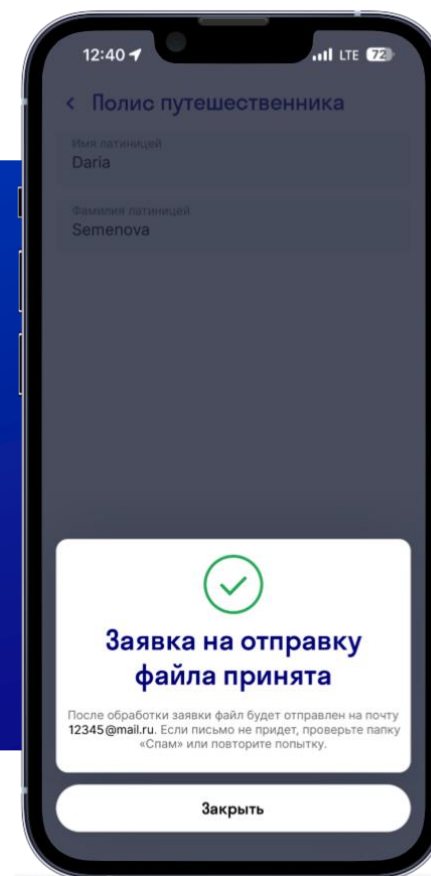 12:40
LTE 72
Полис путешественника
Имя латиницей
Daria
Фамилия латиницей
Semenova
Заявка на отправку
файла принята
После обработки заявки файл будет отправлен на почту
12345@mail.ru. Если письмо не придет, проверьте папку
«Спам» или повторите попытку.
Закрыть